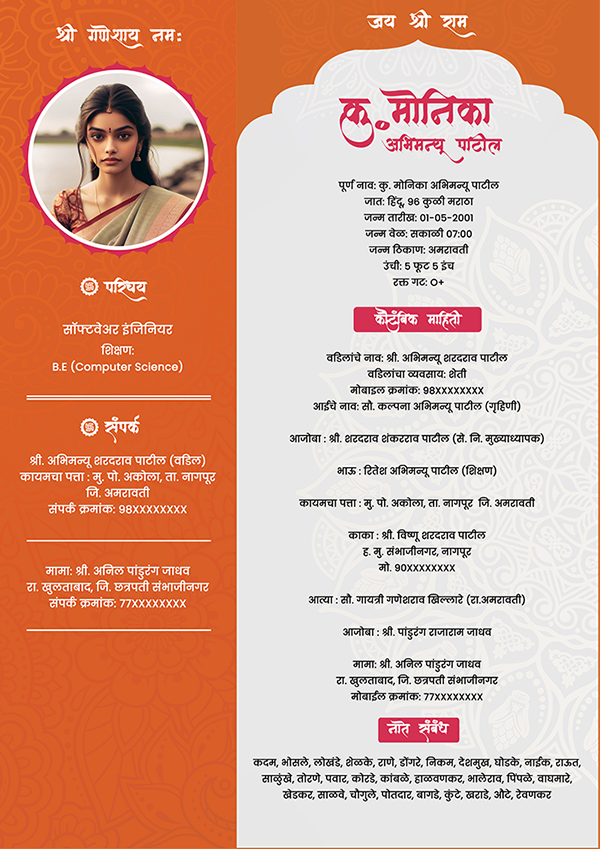 श्री गणेशाय नम:
परिचय
सॉफ्टवेअर इंजिनियर
शिक्षण:
B.E (Computer Science)
संपर्क
श्री. अभिमन्यू शरदराव पाटील (वडिल)
कायमचा पत्ता : मु. पो. अकोला, ता. नागपूर
जि. अमरावती
संपर्क क्रमांक: 98XXXXXXXX
मामा: श्री. अनिल पांडुरंग जाधव
रा. खुलताबाद, जि. छत्रपती संभाजीनगर
संपर्क क्रमांक: 77XXXXXXXX
जय श्री राम
कु. मोनिका
अभिमन्यू पाटील
पूर्ण नाव: कु. मोनिका अभिमन्यू पाटील
जात: हिंदू, 96 कुळी मराठा
जन्म तारीख: 01-05-2001
जन्म वेळ: सकाळी 07:00
जन्म ठिकाण: अमरावती
उंची: 5 फूट 5 इंच
रक्त गट: O+
कौटुंबिक माहिती
वडिलांचे नाव: श्री. अभिमन्यू शरदराव पाटील
वडिलांचा व्यवसाय: शेती
मोबाइल क्रमांक: 98XXXXXXXX
आईचे नाव: सौ. कल्पना अभिमन्यू पाटील (गृहिणी)
आजोबा : श्री. शरदराव शंकरराव पाटील (से. नि. मुख्याध्यापक)
भाऊ : रितेश अभिमन्यू पाटील (शिक्षण)
कायमचा पत्ता : मु. पो. अकोला, ता. नागपूर जि. अमरावती
काका : श्री. विष्णू शरदराव पाटील
ह. मु. संभाजीनगर, नागपूर
मो. 90XXXXXXXX
आत्या : सौ. गायत्री गणेशराव खिल्लारे (रा.अमरावती)
आजोबा : श्री. पांडुरंग राजाराम जाधव
मामा: श्री. अनिल पांडुरंग जाधव
रा. खुलताबाद, जि. छत्रपती संभाजीनगर
मोबाईल क्रमांक: 77XXXXXXXX
नाते संबंध
कदम, भोसले, लोखंडे, शेळके, राणे, डोंगरे, निकम, देशमुख, घोडके, नाईक, राऊत,
साळुंखे, तोरणे, पवार, कोरडे, कांबळे, हाळवणकर, भालेराव, पिंपळे, वाघमारे,
खेडकर, साळवे, चौगुले, पोतदार, बागडे, कुंटे, खराडे, औटे, रेवणकर